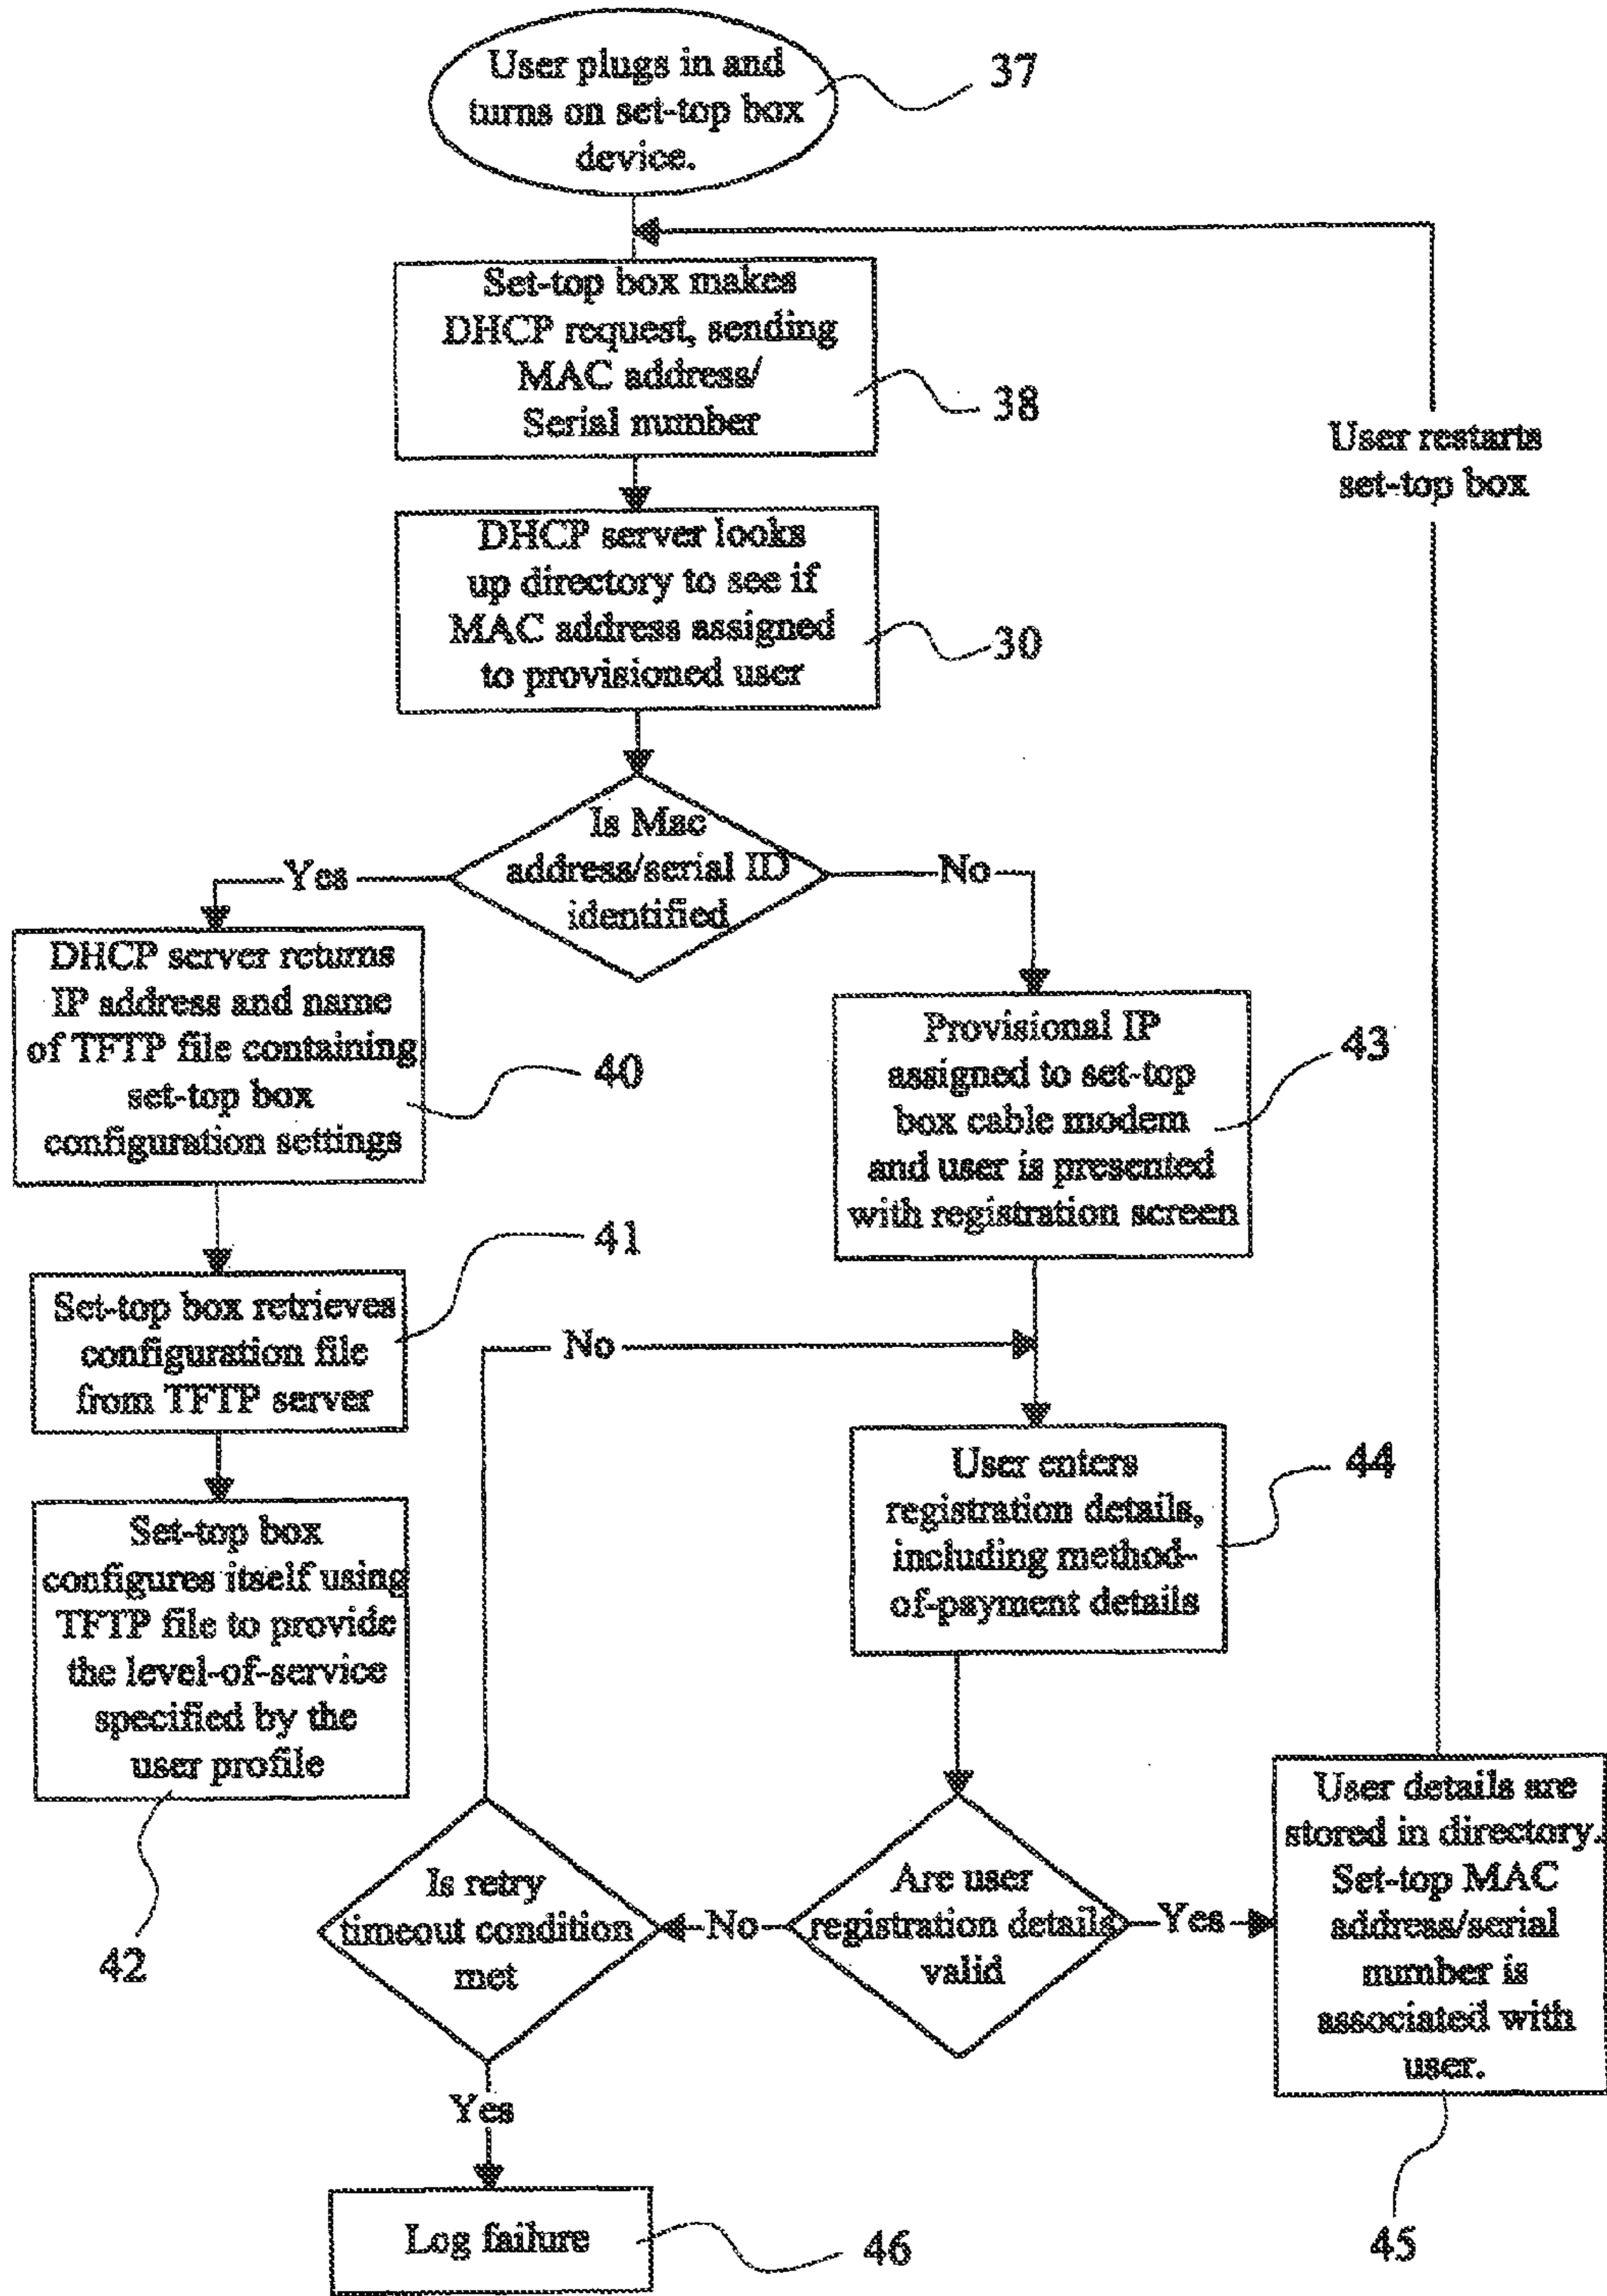 User plugs in and
turns on set-top box
device.
37
Set-top box makes
DHCP request, sending
MAC address/
Serial number
38
User restarts
set-top box
DHCP server looks
up directory to see if
MAC address assigned
to provisioned user
30
Is Mac
address/serial ID
identified
Yes
No
DHCP server returns
IP address and name
of TFTP file containing
set-top box
configuration settings
40
Provisional IP
assigned to set-top
box cable modem
and user is presented
with registration screen
43
41
Set-top box retrieves
configuration file
from TFTP server
No
User enters
registration details,
including method-
of-payment details
44
Set-top box
configures itself using
TFTP file to provide
the level-of-service
specified by the
user profile
42
Is retry
timeout condition
met
No
Are user
registration details
valid
Yes
User details are
stored in directory.
Set-top MAC
address/serial
number is
associated with
user.
45
Yes
Log failure
46